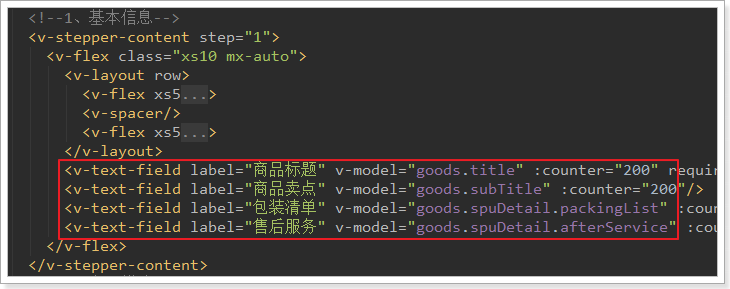 <!--1、基本信息-->
<v-stepper-content step="1">
<v-flex class="xs10 mx-auto">
<v-layout row>
<v-flex xs5...>
<v-spacer/>
<v-flex xs5...>
</v-layout>
<v-text-field label="商品标题" v-model="goods.title" :counter="200" requir
<v-text-field label="商品卖点" v-model="goods.subTitle" :counter="200"/>
<v-text-field label="包装清单" v-model="goods.spuDetail.packingList" :cou
<v-text-field label="售后服务" v-model="goods.spuDetail.afterService" :cou
</v-flex>
</v-stepper-content>